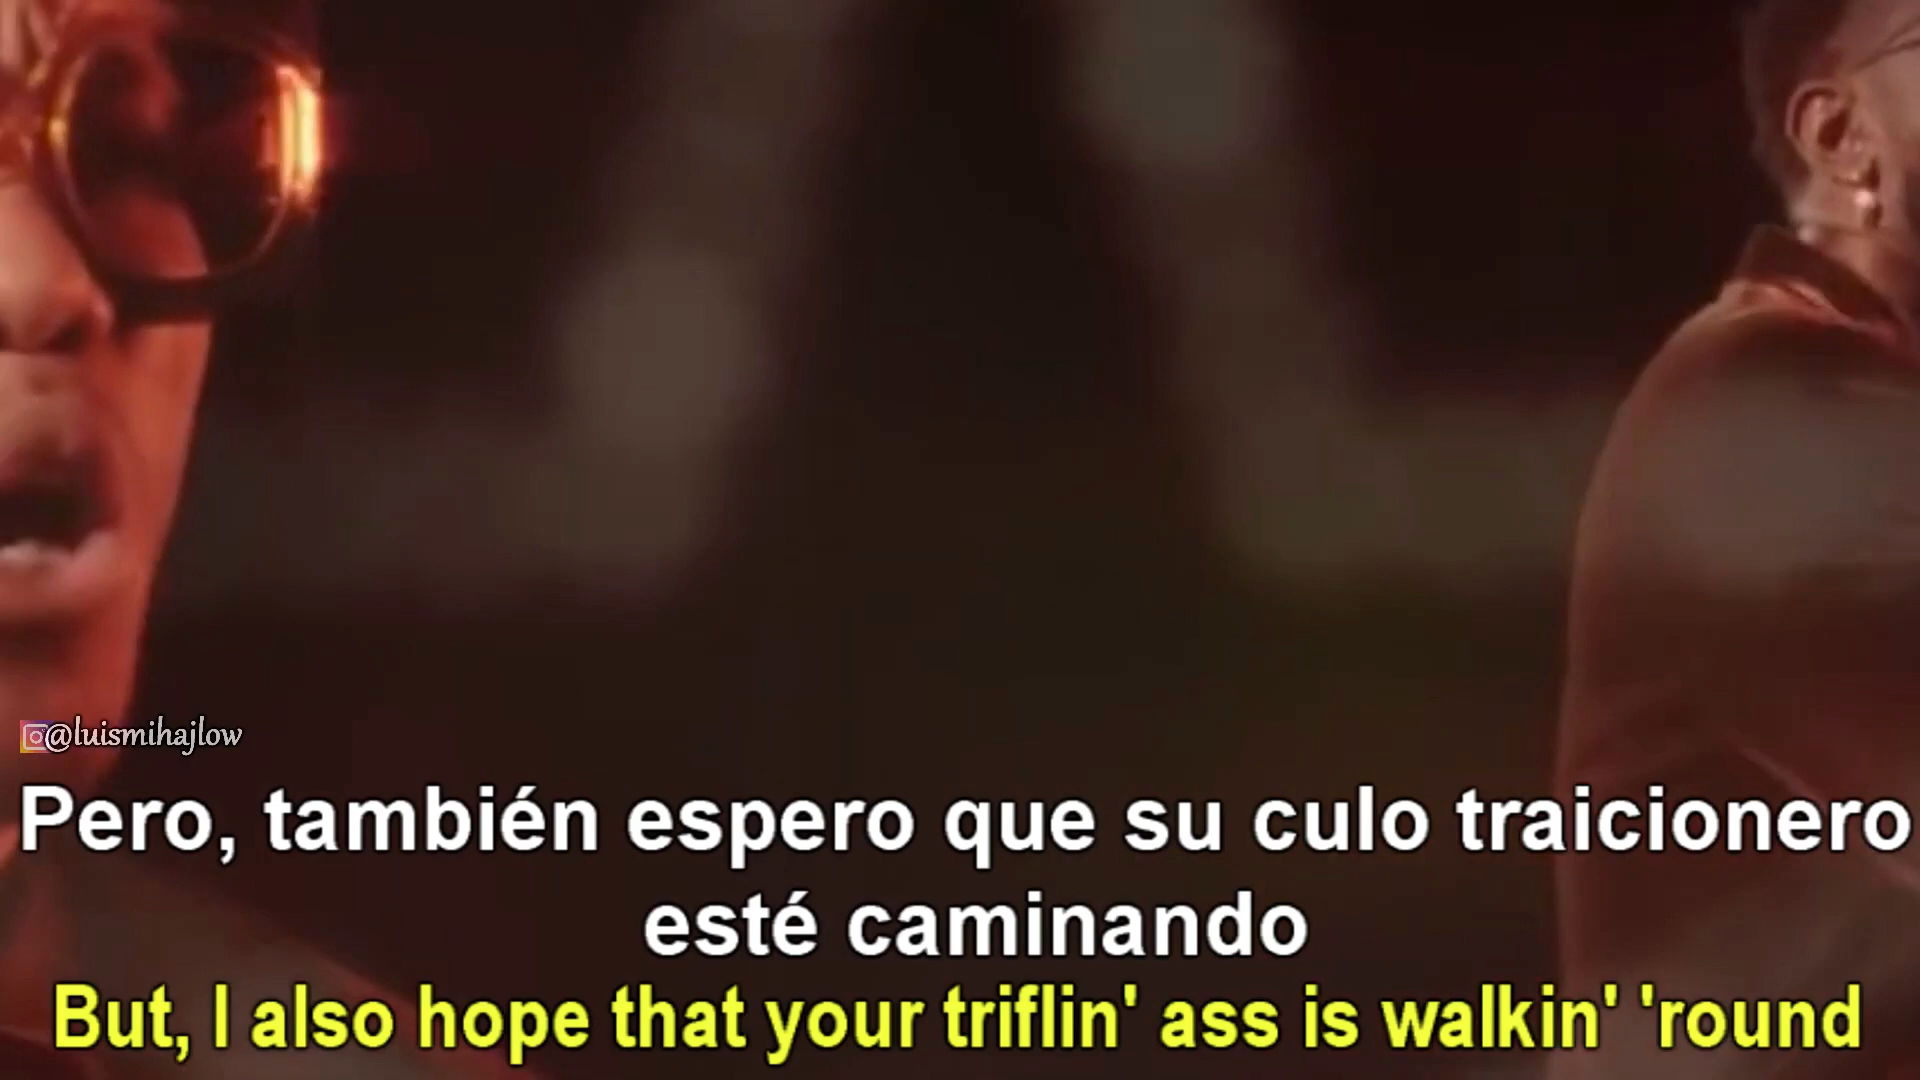 @luismihajlow
Pero, también espero que su culo traicionero
esté caminando
But, I also hope that your triflin' ass is walkin' 'round